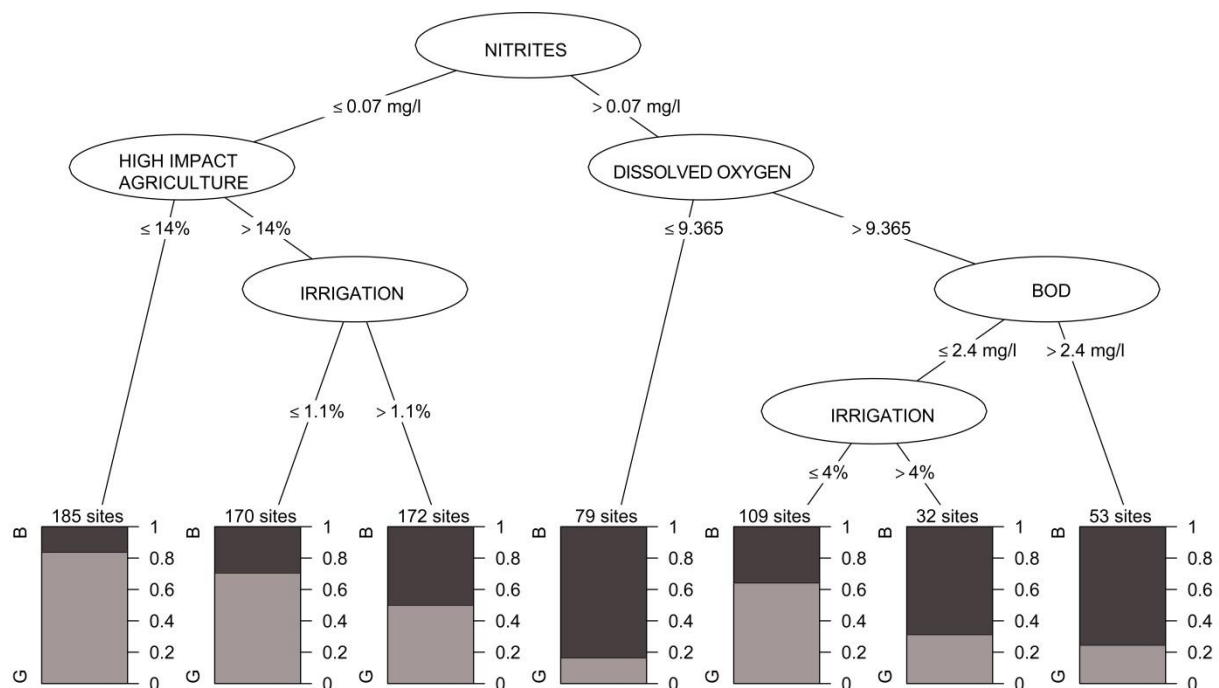 NITRITES
≤ 0.07 mg/l > 0.07 mg/l
HIGH IMPACT
AGRICULTURE
DISSOLVED OXYGEN
≤ 14% > 14% ≤ 9.365 > 9.365
IRRIGATION BOD
≤ 2.4 mg/l > 2.4 mg/l
≤ 1.1% > 1.1% IRRIGATION
≤ 4% > 4%
185 sites 170 sites 172 sites 79 sites 109 sites 32 sites 53 sites
B 1 B 1 B 1 B 1 B 1 B 1 B 1
0.8 0.8 0.8 0.8 0.8 0.8 0.8
0.6 0.6 0.6 0.6 0.6 0.6 0.6
0.4 0.4 0.4 0.4 0.4 0.4 0.4
0.2 0.2 0.2 0.2 0.2 0.2 0.2
G 0 G 0 G 0 G 0 G 0 G 0 G 0